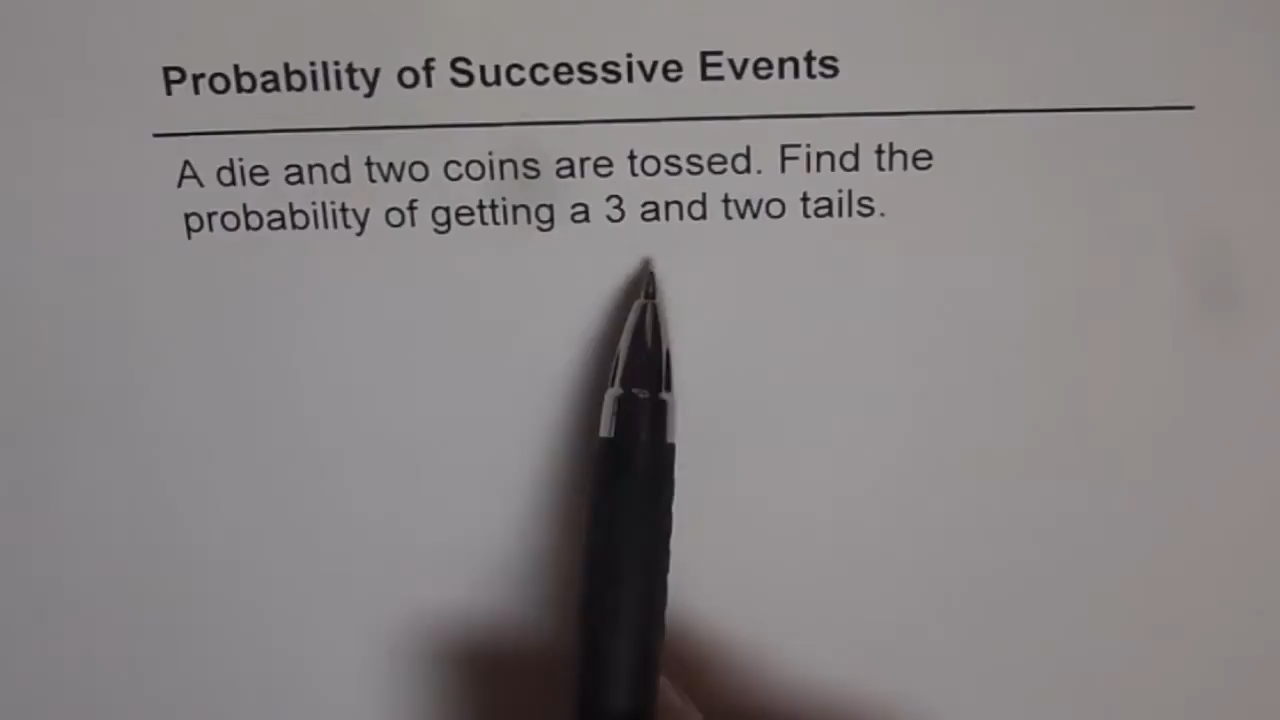 Probability of Successive Events
A die and two coins are tossed. Find the
probability of getting a 3 and two tails.